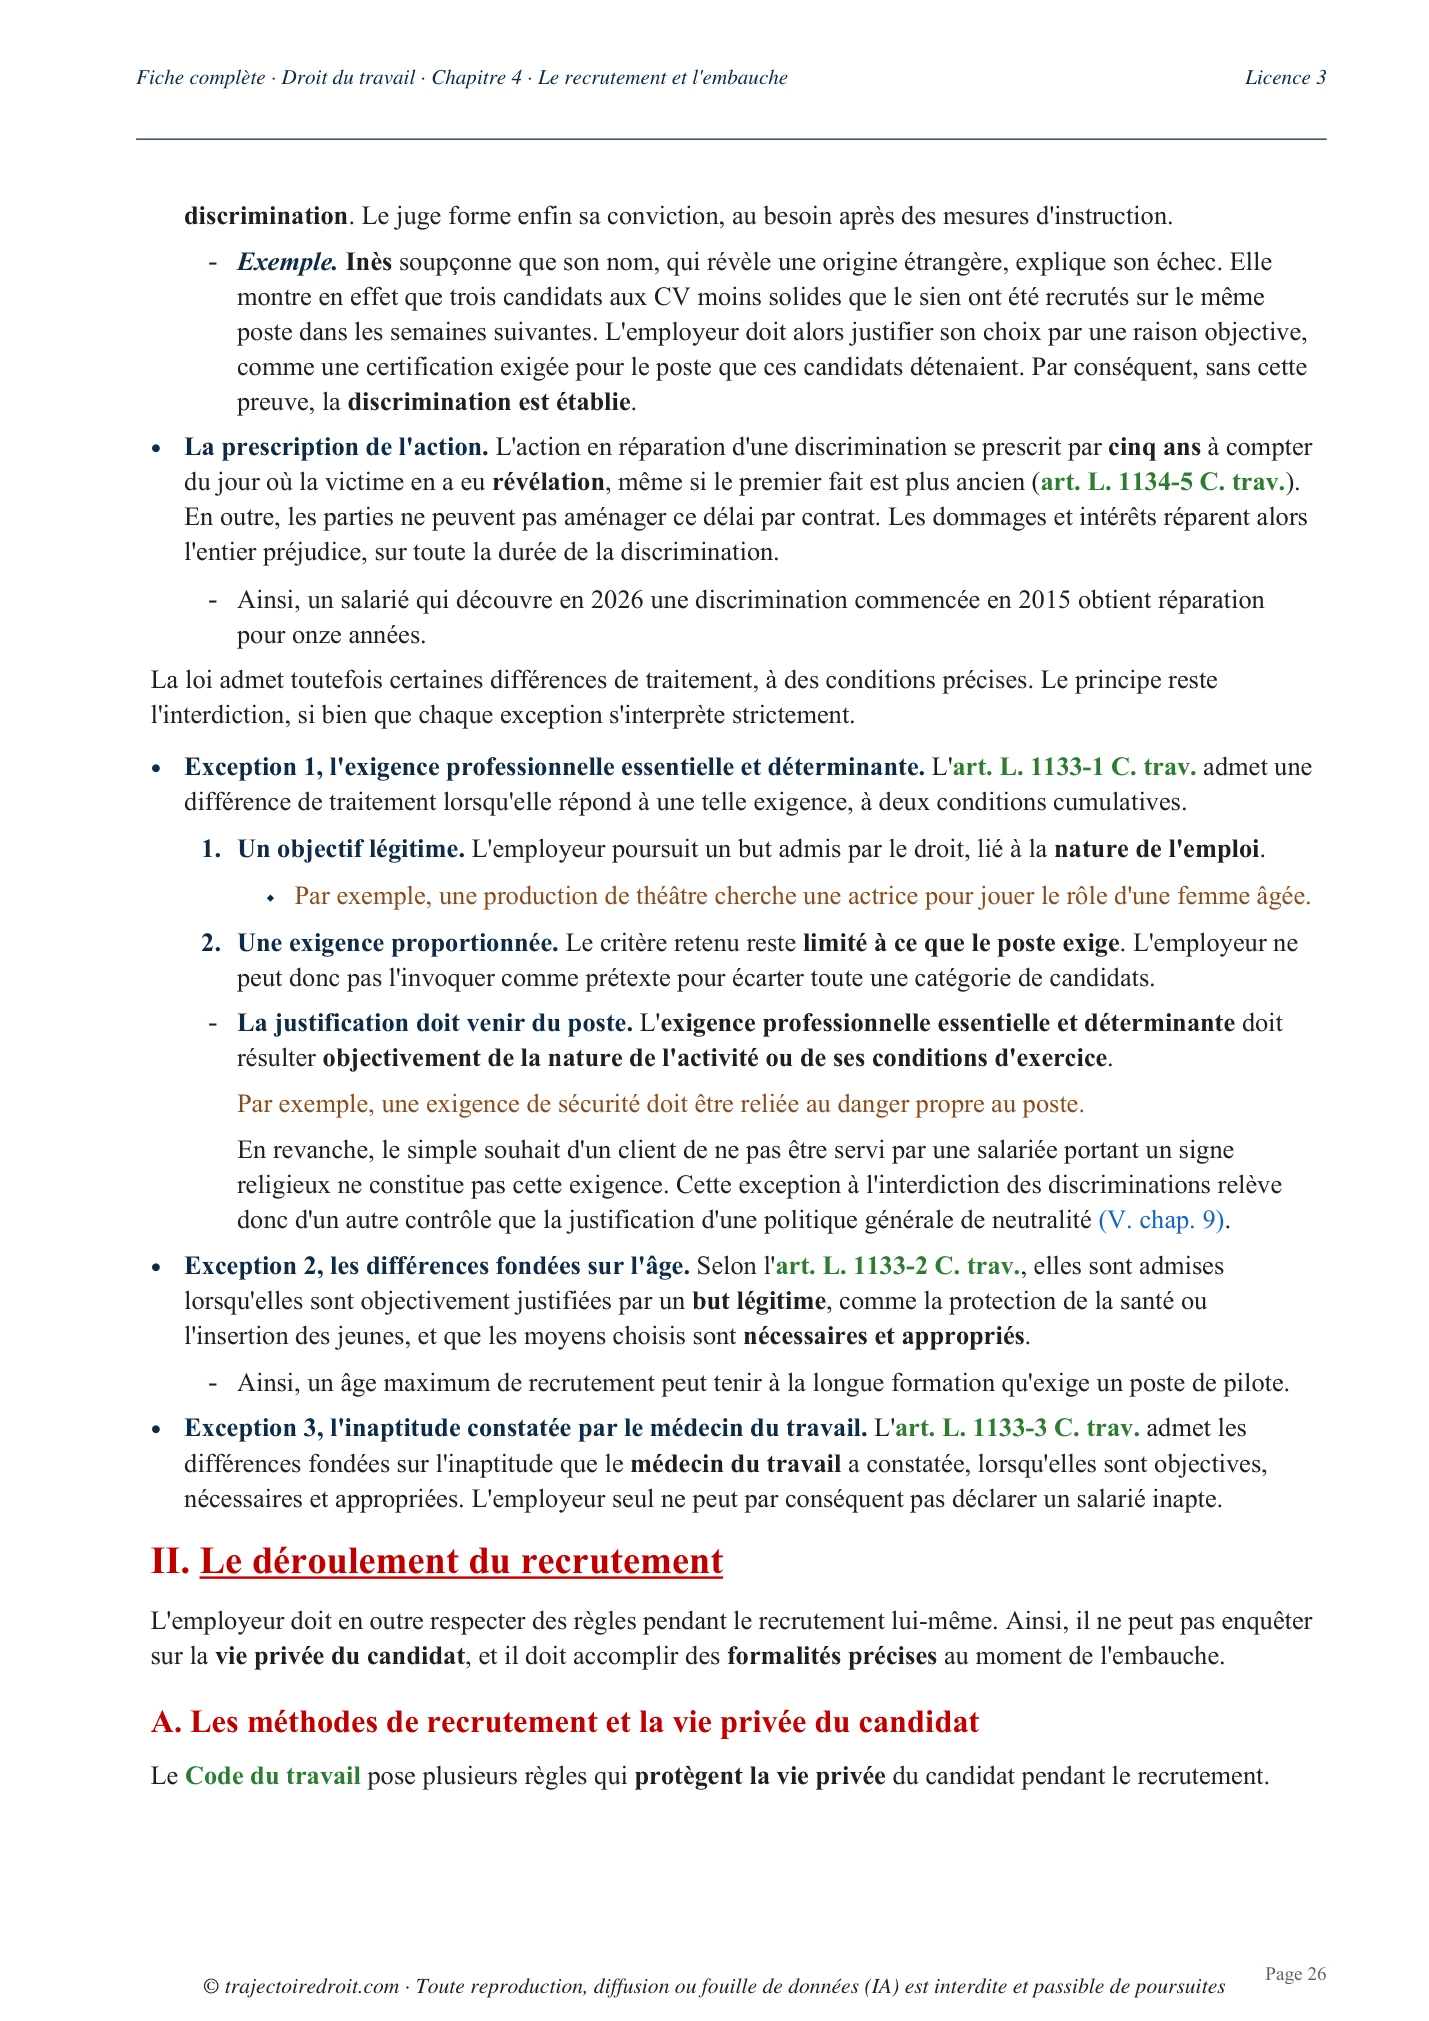 Fiche complète · Droit du travail · Chapitre 4 · Le recrutement et l'embauche
Licence 3
discrimination. Le juge forme enfin sa conviction, au besoin après des mesures d'instruction.
- Exemple. Inès soupçonne que son nom, qui révèle une origine étrangère, explique son échec. Elle
montre en effet que trois candidats aux CV moins solides que le sien ont été recrutés sur le même
poste dans les semaines suivantes. L'employeur doit alors justifier son choix par une raison objective,
comme une certification exigée pour le poste que ces candidats détenaient. Par conséquent, sans cette
preuve, la discrimination est établie.
• La prescription de l'action. L'action en réparation d'une discrimination se prescrit par cinq ans à compter
du jour où la victime en a eu révélation, même si le premier fait est plus ancien (art. L. 1134-5 C. trav.).
En outre, les parties ne peuvent pas aménager ce délai par contrat. Les dommages et intérêts réparent alors
l'entier préjudice, sur toute la durée de la discrimination.
- Ainsi, un salarié qui découvre en 2026 une discrimination commencée en 2015 obtient réparation
pour onze années.
La loi admet toutefois certaines différences de traitement, à des conditions précises. Le principe reste
l'interdiction, si bien que chaque exception s'interprète strictement.
• Exception 1, l'exigence professionnelle essentielle et déterminante. L'art. L. 1133-1 C. trav. admet une
différence de traitement lorsqu'elle répond à une telle exigence, à deux conditions cumulatives.
1. Un objectif légitime. L'employeur poursuit un but admis par le droit, lié à la nature de l'emploi.
⬩ Par exemple, une production de théâtre cherche une actrice pour jouer le rôle d'une femme âgée.
2. Une exigence proportionnée. Le critère retenu reste limité à ce que le poste exige. L'employeur ne
peut donc pas l'invoquer comme prétexte pour écarter toute une catégorie de candidats.
- La justification doit venir du poste. L'exigence professionnelle essentielle et déterminante doit
résulter objectivement de la nature de l'activité ou de ses conditions d'exercice.
Par exemple, une exigence de sécurité doit être reliée au danger propre au poste.
En revanche, le simple souhait d'un client de ne pas être servi par une salariée portant un signe
religieux ne constitue pas cette exigence. Cette exception à l'interdiction des discriminations relève
donc d'un autre contrôle que la justification d'une politique générale de neutralité (V. chap. 9).
• Exception 2, les différences fondées sur l'âge. Selon l'art. L. 1133-2 C. trav., elles sont admises
lorsqu'elles sont objectivement justifiées par un but légitime, comme la protection de la santé ou
l'insertion des jeunes, et que les moyens choisis sont nécessaires et appropriés.
- Ainsi, un âge maximum de recrutement peut tenir à la longue formation qu'exige un poste de pilote.
• Exception 3, l'inaptitude constatée par le médecin du travail. L'art. L. 1133-3 C. trav. admet les
différences fondées sur l'inaptitude que le médecin du travail a constatée, lorsqu'elles sont objectives,
nécessaires et appropriées. L'employeur seul ne peut par conséquent pas déclarer un salarié inapte.
II. Le déroulement du recrutement
L'employeur doit en outre respecter des règles pendant le recrutement lui-même. Ainsi, il ne peut pas enquêter
sur la vie privée du candidat, et il doit accomplir des formalités précises au moment de l'embauche.
A. Les méthodes de recrutement et la vie privée du candidat
Le Code du travail pose plusieurs règles qui protègent la vie privée du candidat pendant le recrutement.
© trajectoiredroit.com · Toute reproduction, diffusion ou fouille de données (IA) est interdite et passible de poursuites
Page 26